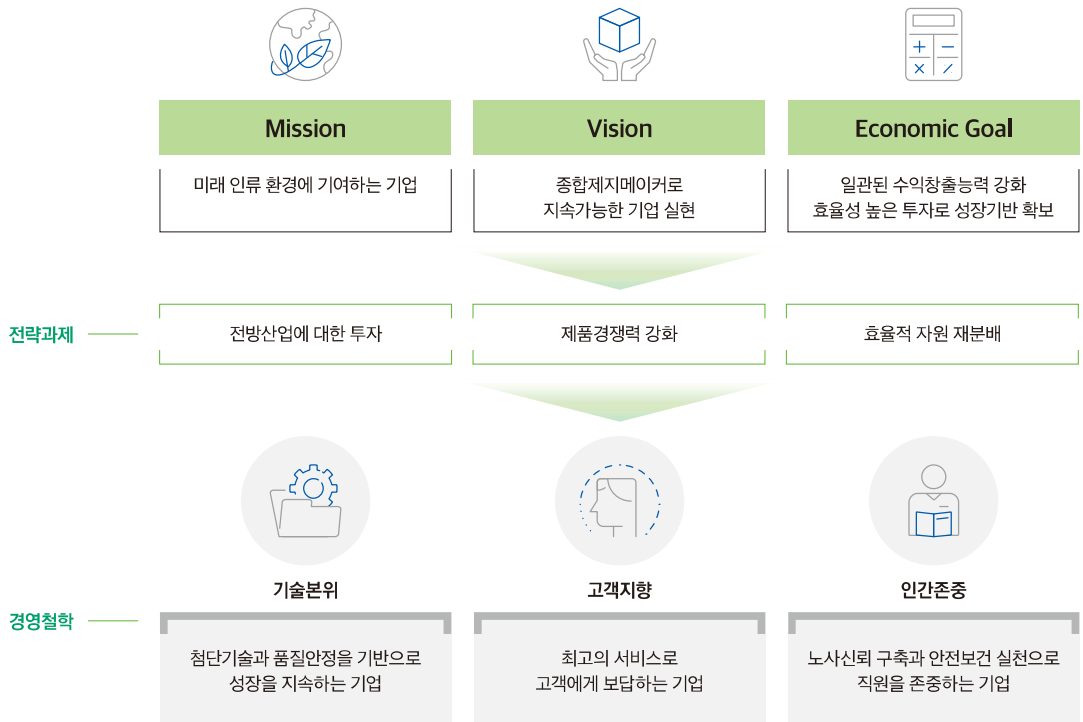 Mission
Vision
Economic Goal
미래 인류 환경에 기여하는 기업
종합제지메이커로
지속가능한 기업 실현
일관된 수익창출능력 강화
효율성 높은 투자로 성장기반 확보
전략과제
전방산업에 대한 투자
제품경쟁력 강화
효율적 자원 재분배
기술본위
고객지향
인간존중
경영철학
첨단기술과 품질안정을 기반으로
성장을 지속하는 기업
최고의 서비스로
고객에게 보답하는 기업
노사신뢰 구축과 안전보건 실천으로
직원을 존중하는 기업